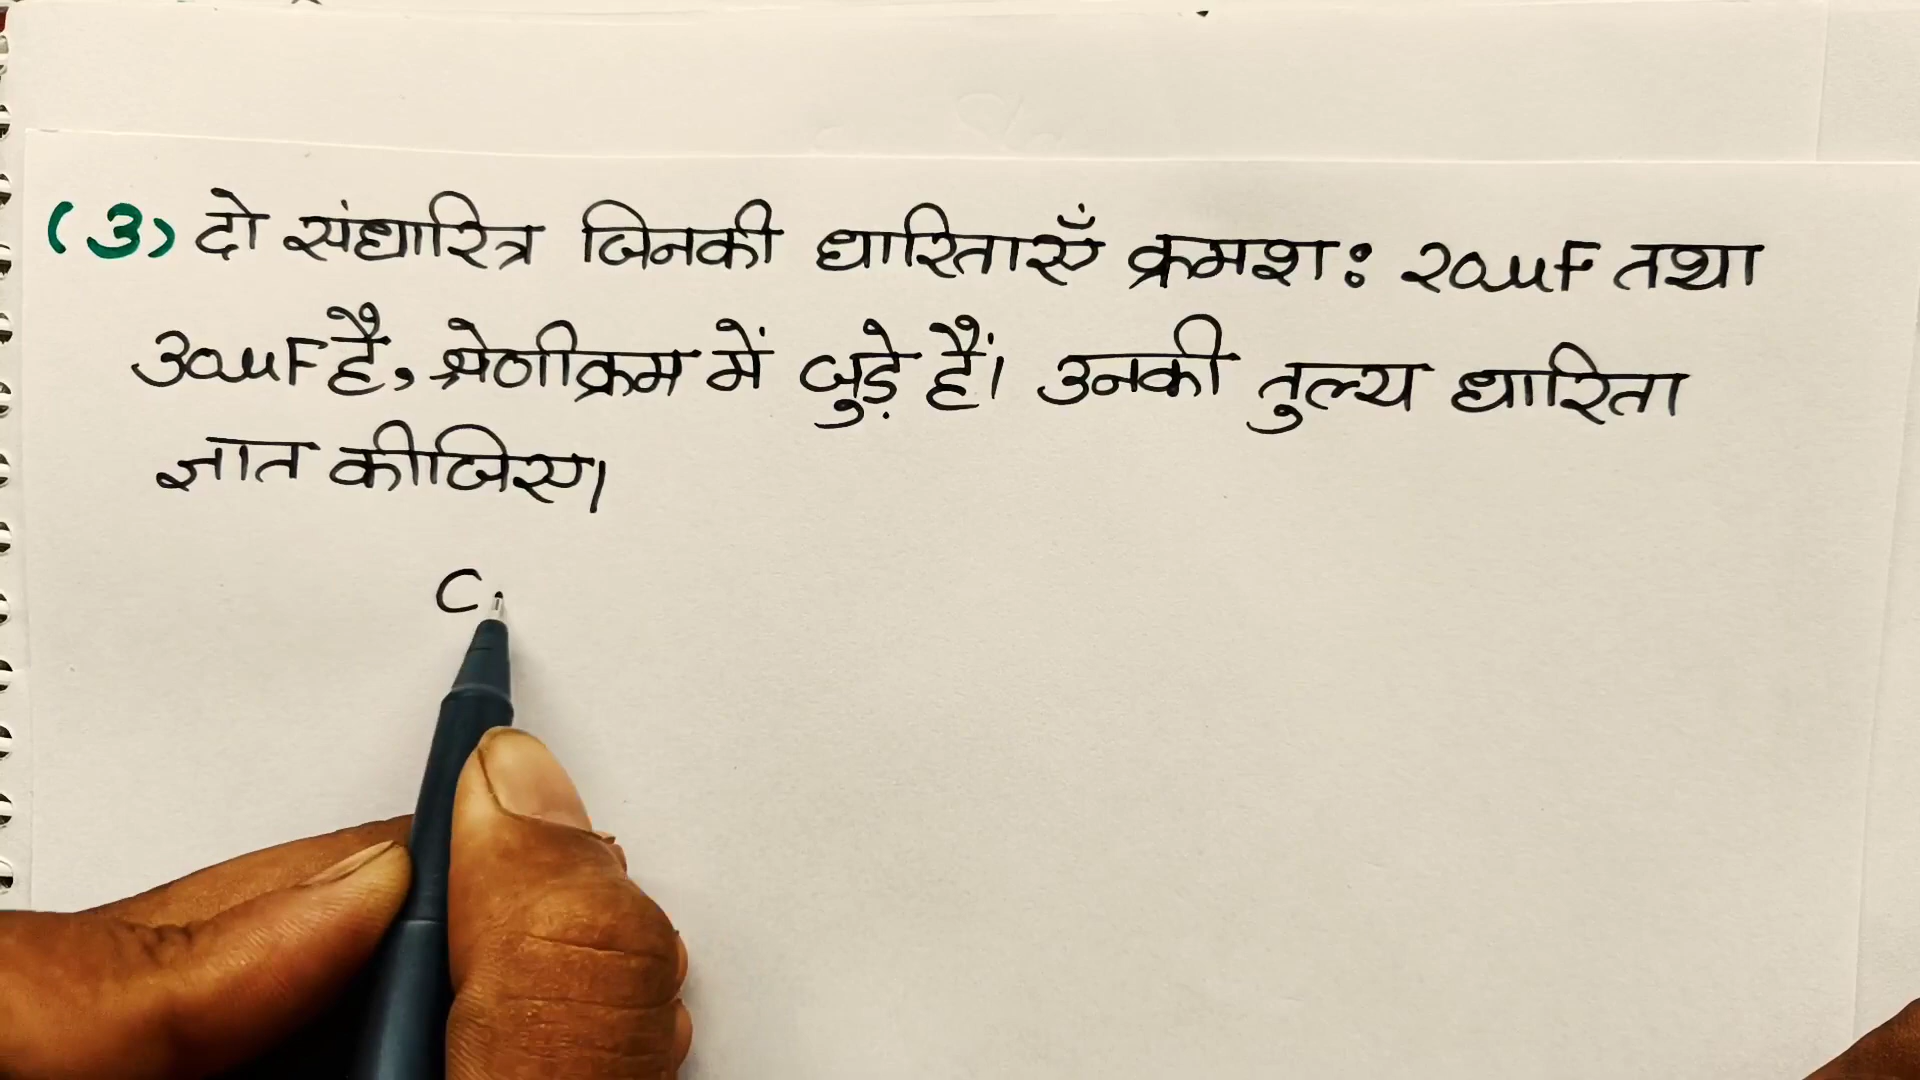 (3) दो संधारित्र जिनकी धारिताएँ क्रमशः 20μF तथा
30μF है, श्रेणीक्रम में जुड़े हैं। उनकी तुल्य धारिता
ज्ञात कीजिए।
C